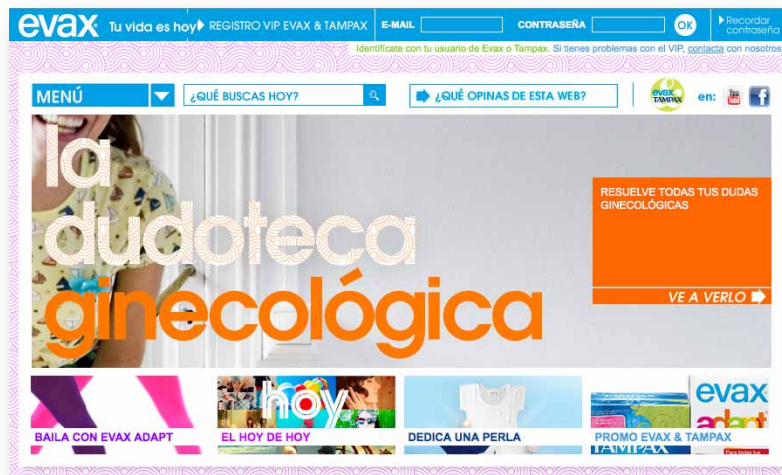 evax Tu vida es hoy REGISTRO VIP EVAX & TAMPAX E-MAIL CONTRASEÑA OK Recordar contraseña
Identifícate con tu usuario de Evax o Tampax. Si tienes problemas con el VIP, contacta con nosotros
MENÚ ¿QUÉ BUSCAS HOY? ¿QUÉ OPINAS DE ESTA WEB? evax TAMPAX en: You Tube f
la
dudoteca
ginecológica
RESUELVE TODAS TUS DUDAS
GINECOLÓGICAS
VE A VERLO
BAILA CON EVAX ADAPT
hoy
EL HOY DE HOY
DEDICA UNA PERLA
evax
adapt
TAMPAX
PROMO EVAX & TAMPAX